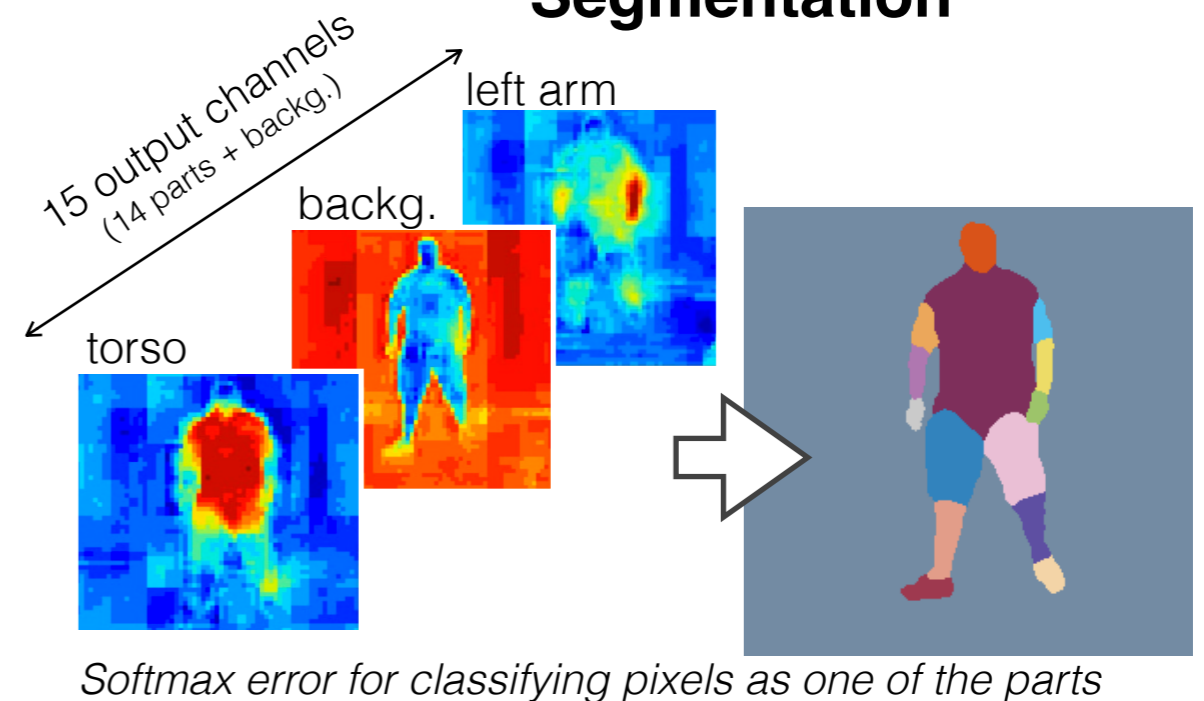 Segmentation
15 output channels
(14 parts + backg.)
left arm
backg.
torso
Softmax error for classifying pixels as one of the parts